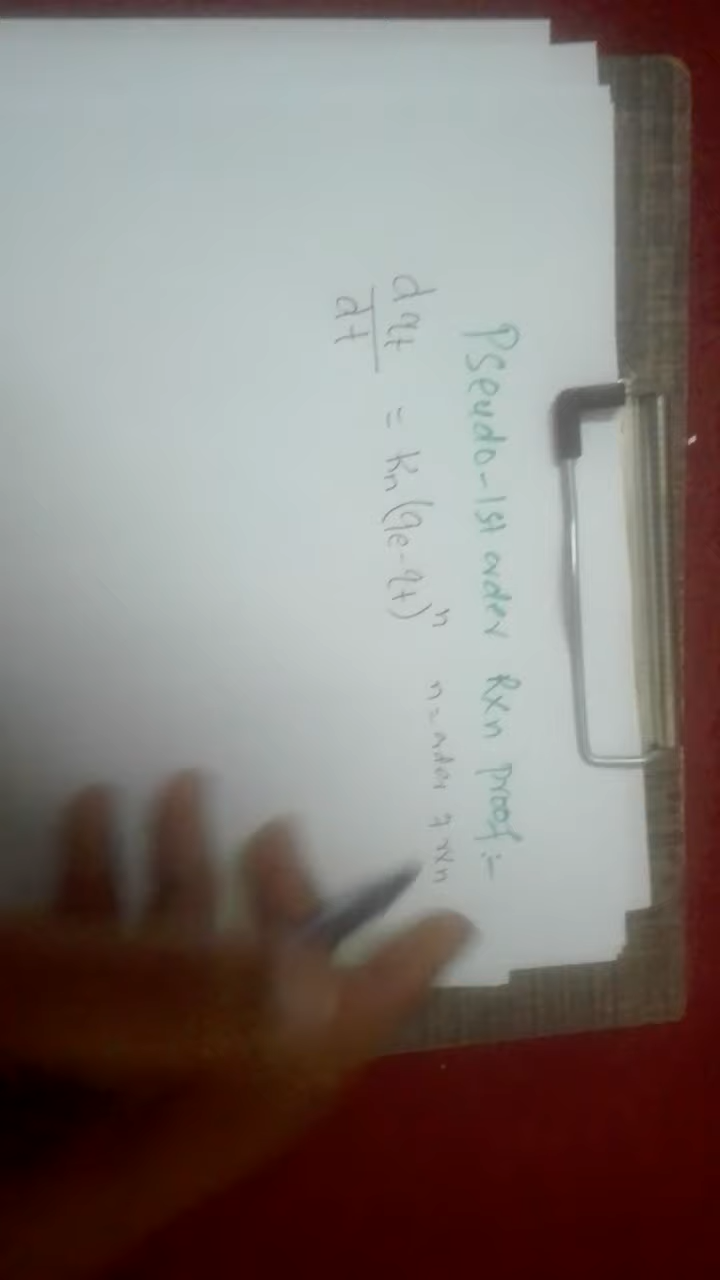 Pseudo-1st order Rxn proof:-
dqt/dt = Kn(qe-qt)^n n = order of rxn